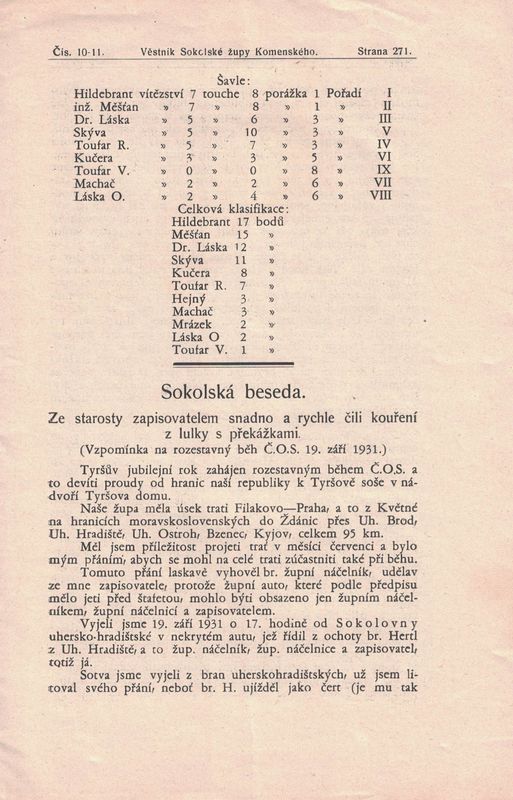 Čís. 10-11. Věstník Sokolské župy Komenského. Strana 271.
Šavle:
Hildebrant vítězství 7 touche 8 porážka 1 Pořadí I
inž. Měšťan » 7 » 8 » 1 » II
Dr. Láska » 5 » 6 » 3 » III
Skýva » 5 » 10 » 3 » V
Toufar R. » 5 » 7 » 3 » IV
Kučera » 3 » 3 » 5 » VI
Toufar V. » 0 » 0 » 8 » IX
Machač » 2 » 2 » 6 » VII
Láska O. » 2 » 4 » 6 » VIII
Celková klasifikace:
Hildebrant 17 bodů
Měšťan 15 »
Dr. Láska 12 »
Skýva 11 »
Kučera 8 »
Toufar R. 7 »
Hejný 3 »
Machač 3 »
Mrázek 2 »
Láska O 2 »
Toufar V. 1 »
Sokolská beseda.
Ze starosty zapisovatelem snadno a rychle čili kouření
z lulky s překážkami.
(Vzpomínka na rozestavný běh Č.O.S. 19. září 1931.)
Tyršův jubilejní rok zahájen rozestavným během Č.O.S. a
to devíti proudy od hranic naší republiky k Tyršově soše v ná-
dvoří Tyršova domu.
Naše župa měla úsek trati Filakovo—Praha, a to z Květné
na hranicích moravskoslovenských do Ždánic přes Uh. Brod,
Uh. Hradiště, Uh. Ostroh, Bzenec, Kyjov, celkem 95 km.
Měl jsem příležitost projeti trať v měsíci červenci a bylo
mým přáním, abych se mohl na celé trati zúčastniti také při běhu.
Tomuto přání laskavě vyhověl br. župní náčelník, udělav
ze mne zapisovatele, protože župní auto, které podle předpisu
mělo jeti před štafetou, mohlo býti obsazeno jen župním náčel-
níkem, župní náčelnicí a zapisovatelem.
Vyjeli jsme 19. září 1931 o 17. hodině od Sokolovny
uhersko-hradištské v nekrytém autu, jež řídil z ochoty br. Hertl
z Uh. Hradiště, a to žup. náčelník, žup. náčelnice a zapisovatel,
totiž já.
Sotva jsme vyjeli z bran uherskohradištských, už jsem li-
toval svého přání, neboť br. H. ujížděl jako čert (je mu tak